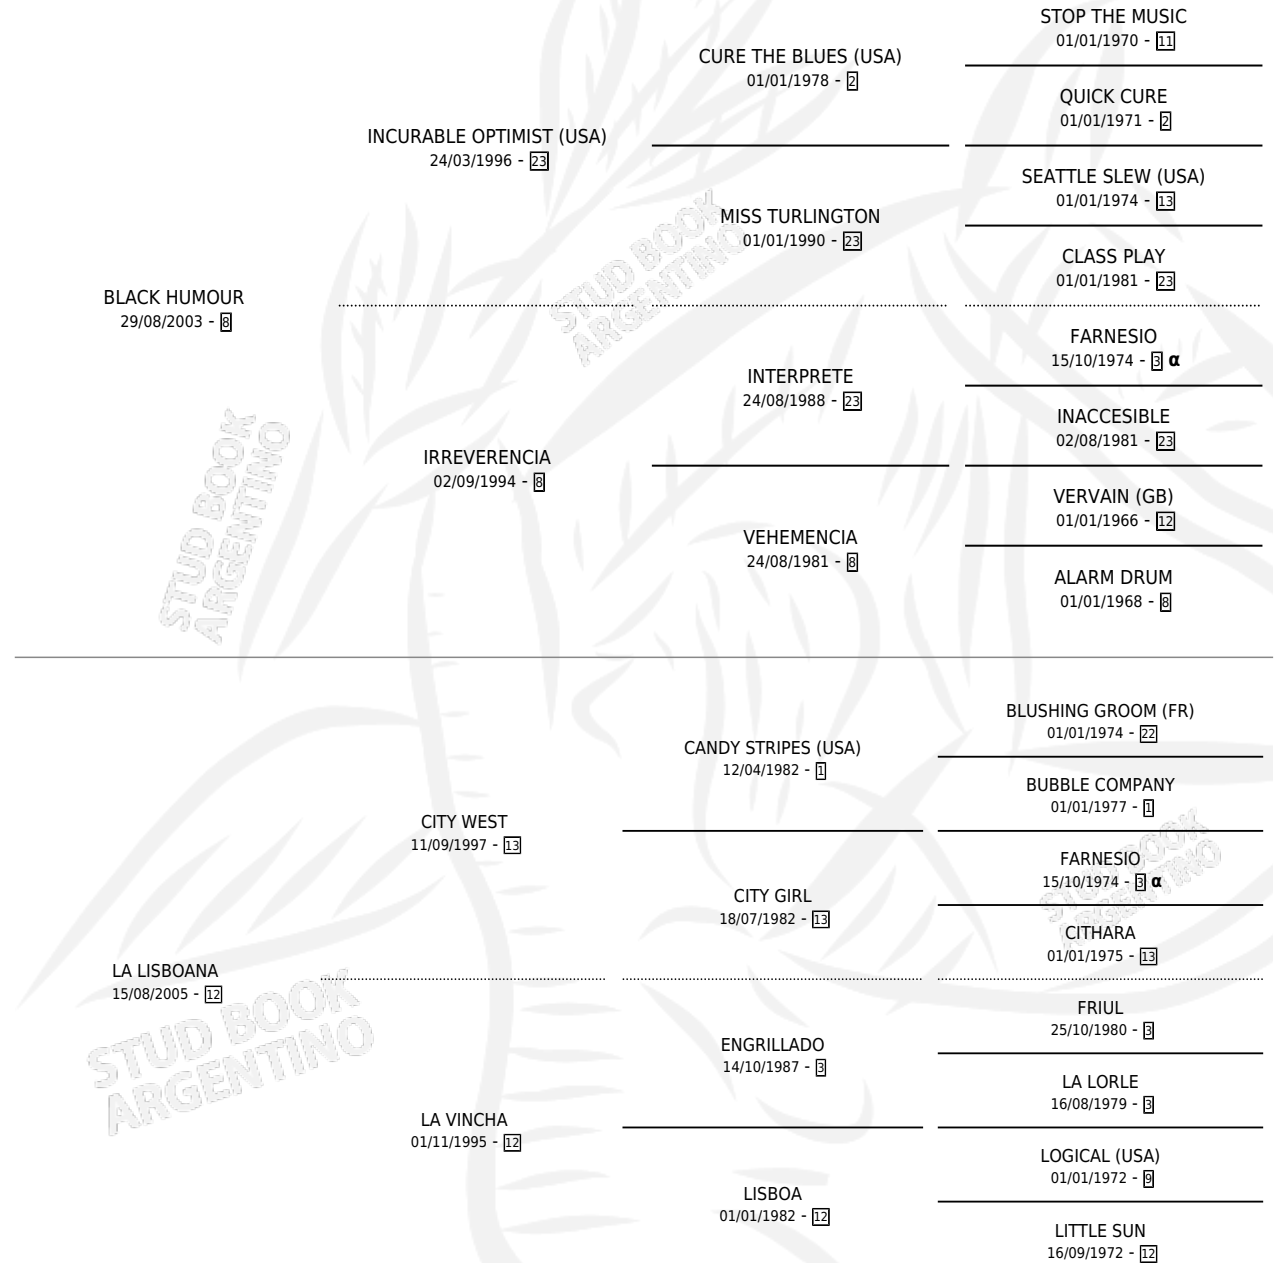 STOP THE MUSIC
01/01/1970 - 11
CURE THE BLUES (USA)
01/01/1978 - 2
QUICK CURE
01/01/1971 - 2
INCURABLE OPTIMIST (USA)
24/03/1996 - 23
SEATTLE SLEW (USA)
01/01/1974 - 13
MISS TURLINGTON
01/01/1990 - 23
CLASS PLAY
01/01/1981 - 23
BLACK HUMOUR
29/08/2003 - 8
FARNESIO
15/10/1974 - 3 α
INTERPRETE
24/08/1988 - 23
INACCESIBLE
02/08/1981 - 23
IRREVERENCIA
02/09/1994 - 8
VERVAIN (GB)
01/01/1966 - 12
VEHEMENCIA
24/08/1981 - 8
ALARM DRUM
01/01/1968 - 8
STUD BOOK
ARGENTINO
STUD BOOK
ARGENTINO
BLUSHING GROOM (FR)
01/01/1974 - 22
CANDY STRIPES (USA)
12/04/1982 - 1
BUBBLE COMPANY
01/01/1977 - 1
CITY WEST
11/09/1997 - 13
FARNESIO
15/10/1974 - 3 α
CITY GIRL
18/07/1982 - 13
CITHARA
01/01/1975 - 13
LA LISBOANA
15/08/2005 - 12
FRIUL
25/10/1980 - 3
ENGRILLADO
14/10/1987 - 3
LA LORLE
16/08/1979 - 3
LA VINCHA
01/11/1995 - 12
LOGICAL (USA)
01/01/1972 - 9
LISBOA
01/01/1982 - 12
LITTLE SUN
16/09/1972 - 12
STUD BOOK
ARGENTINO
STUD BOOK
ARGENTINO